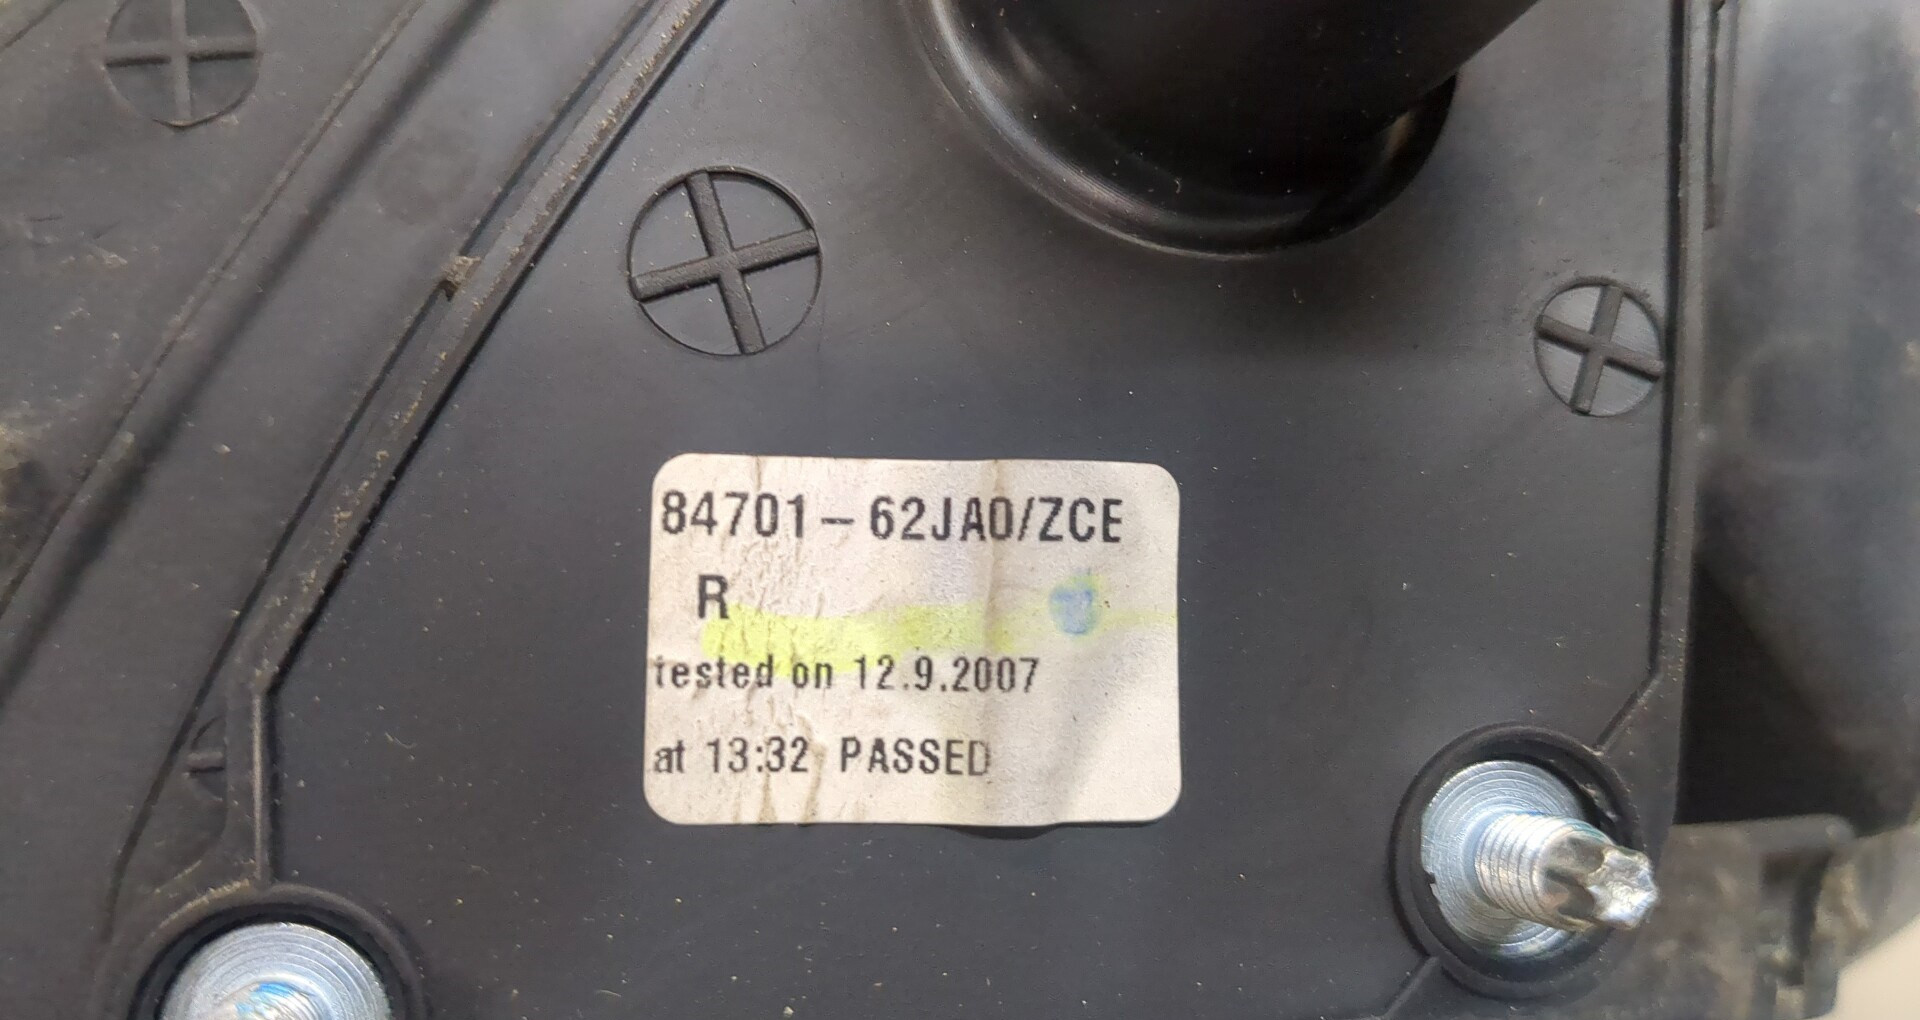 84701-62JA0/ZCE
R
tested on 12.9.2007
at 13:32 PASSED